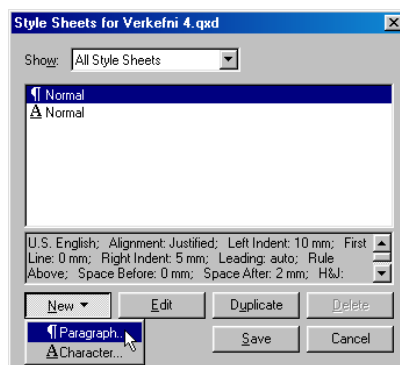 Style Sheets for Verkefni 4.qxd
Show: All Style Sheets
¶ Normal
A Normal
U.S. English; Alignment: Justified; Left Indent: 10 mm; First
Line: 0 mm; Right Indent: 5 mm; Leading: auto; Rule
Above; Space Before: 0 mm; Space After: 2 mm; H&J:
New Edit Duplicate Delete
¶ Paragraph...
A Character...
Save Cancel